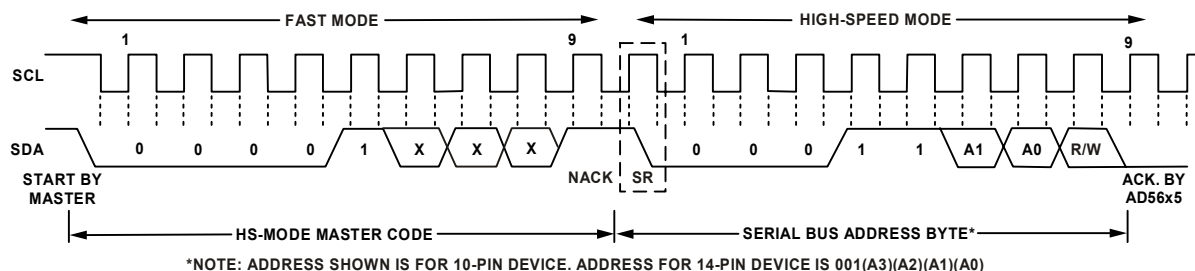 FAST MODE HIGH-SPEED MODE
1 9 1 9
SCL
SDA 0 0 0 0 1 X X X 0 0 0 1 1 A1 A0 R/W
START BY MASTER NACK SR ACK. BY AD56x5
HS-MODE MASTER CODE SERIAL BUS ADDRESS BYTE*
*NOTE: ADDRESS SHOWN IS FOR 10-PIN DEVICE. ADDRESS FOR 14-PIN DEVICE IS 001(A3)(A2)(A1)(A0)